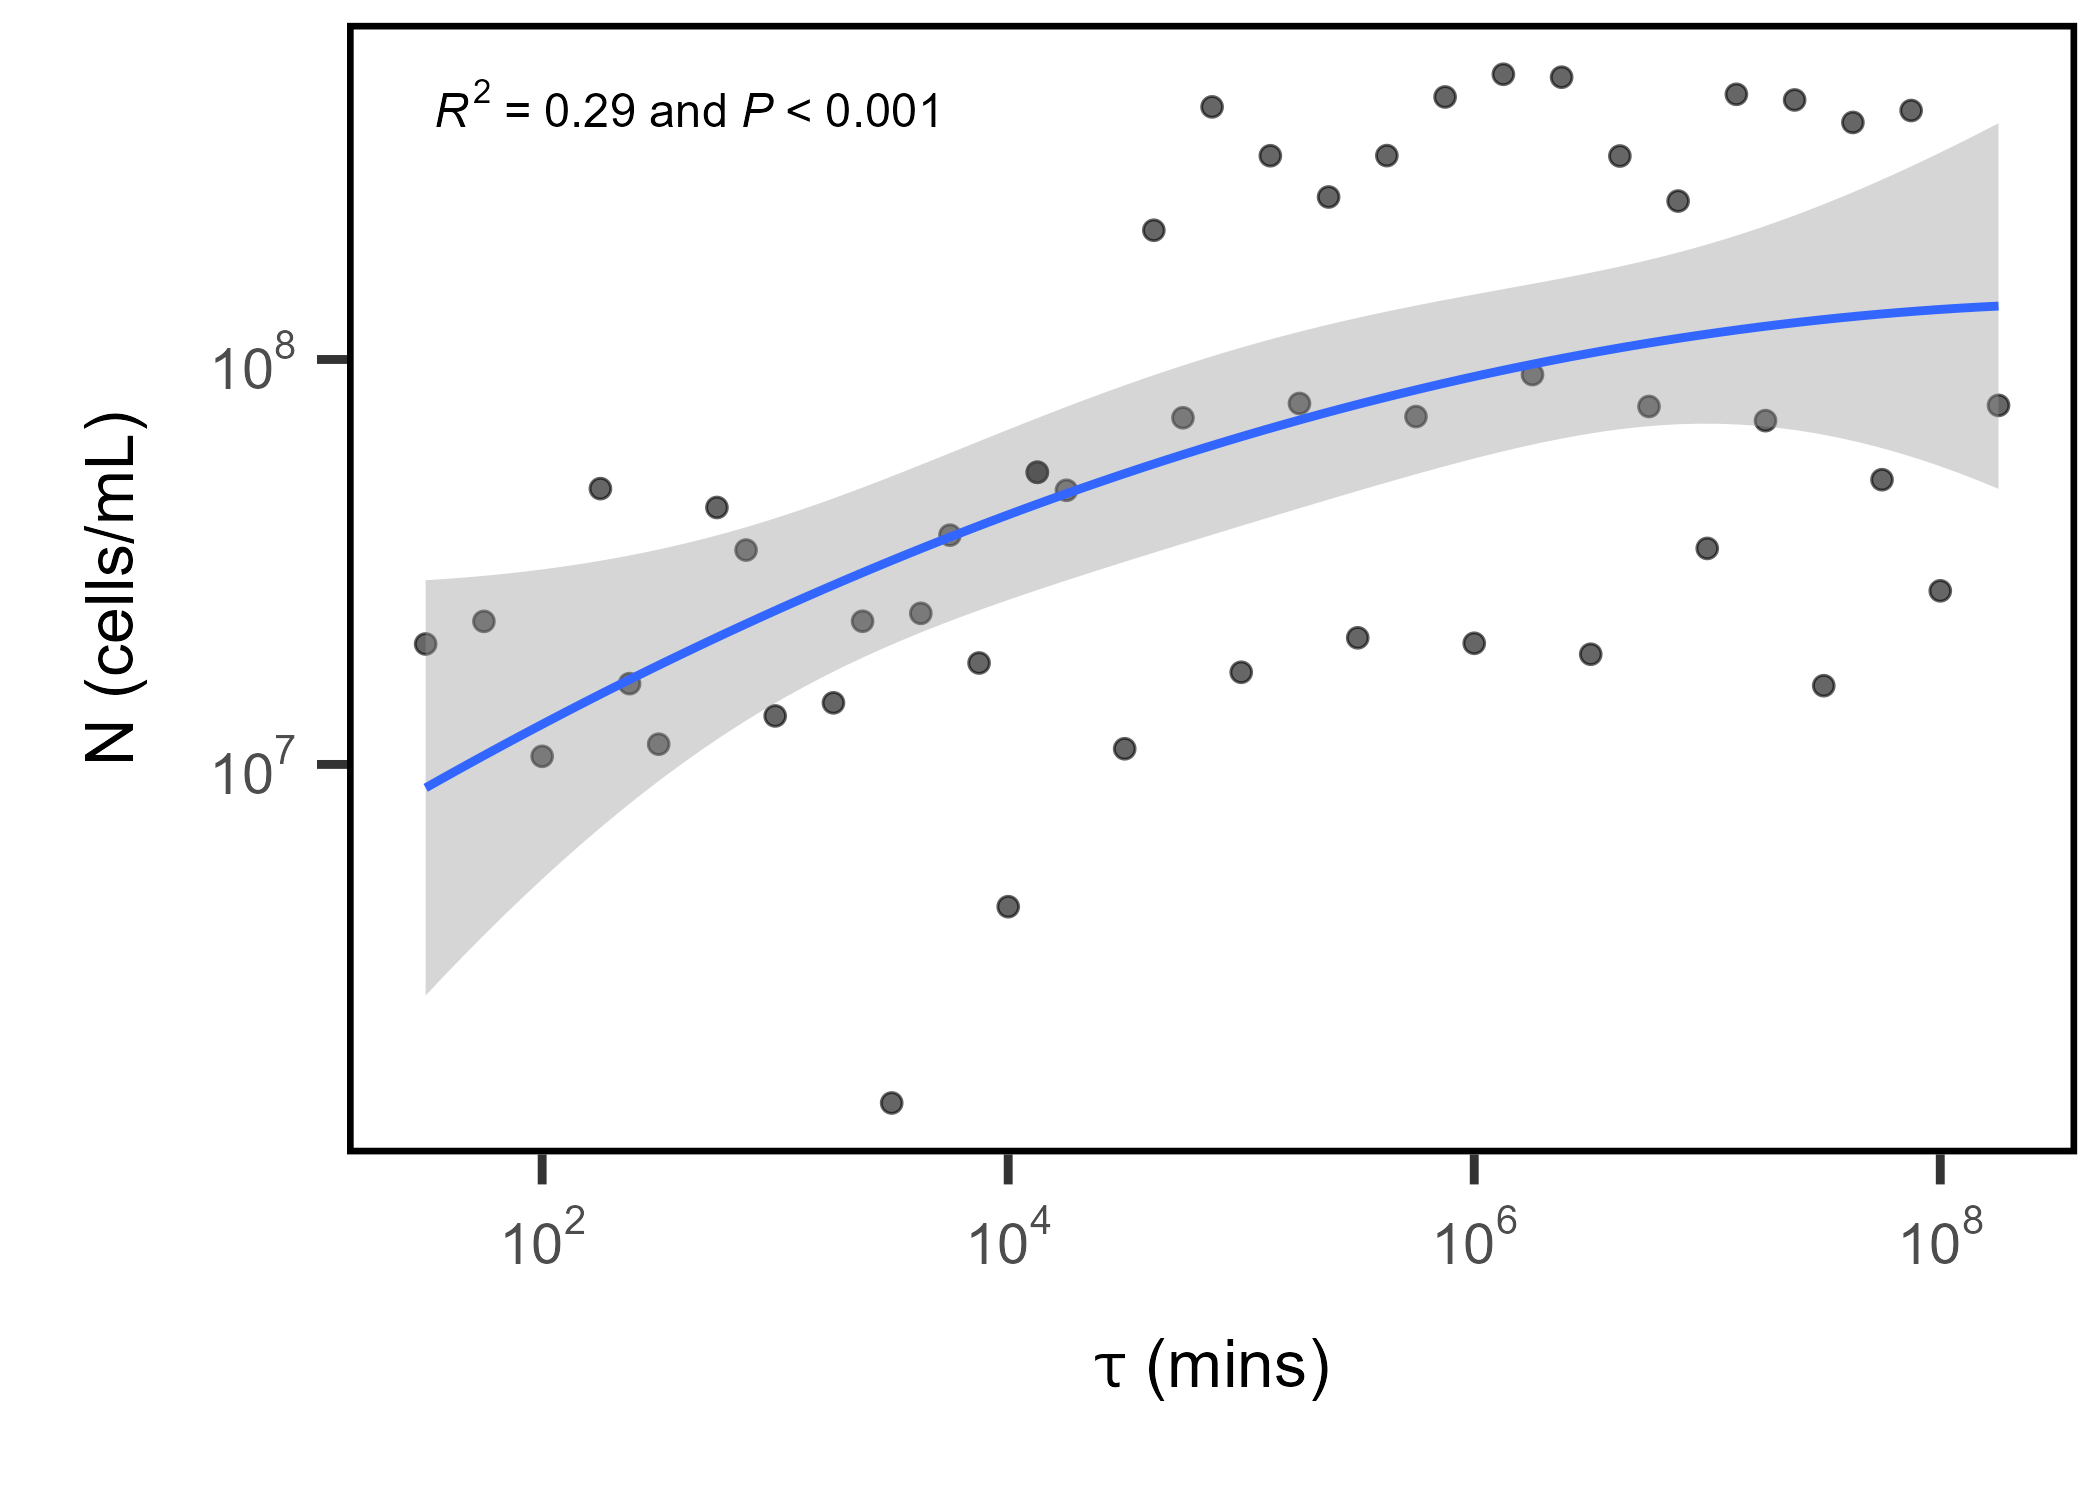 R² = 0.29 and P < 0.001
N (cells/mL)
10⁸
10⁷
10² 10⁴ 10⁶ 10⁸
τ (mins)